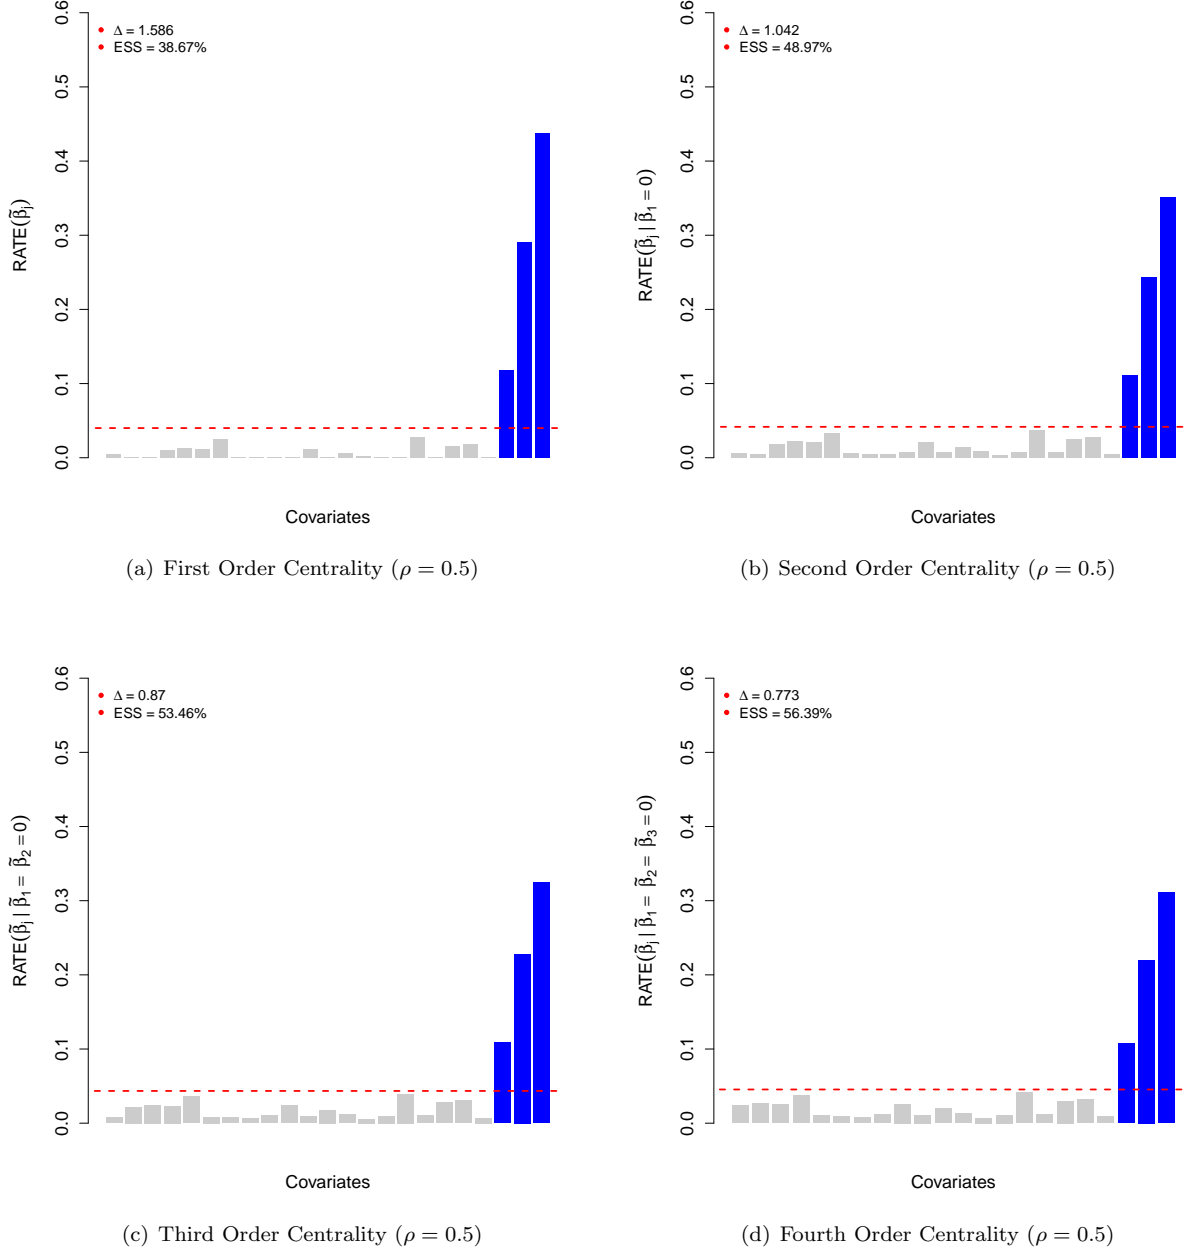 0.0 0.1 0.2 0.3 0.4 0.5 0.6
RATE(β̃j)
Δ = 1.586
ESS = 38.67%
Covariates
(a) First Order Centrality (ρ = 0.5)
0.0 0.1 0.2 0.3 0.4 0.5 0.6
RATE(β̃j | β̃1 = 0)
Δ = 1.042
ESS = 48.97%
Covariates
(b) Second Order Centrality (ρ = 0.5)
0.0 0.1 0.2 0.3 0.4 0.5 0.6
RATE(β̃j | β̃1 = β̃2 = 0)
Δ = 0.87
ESS = 53.46%
Covariates
(c) Third Order Centrality (ρ = 0.5)
0.0 0.1 0.2 0.3 0.4 0.5 0.6
RATE(β̃j | β̃1 = β̃2 = β̃3 = 0)
Δ = 0.773
ESS = 56.39%
Covariates
(d) Fourth Order Centrality (ρ = 0.5)